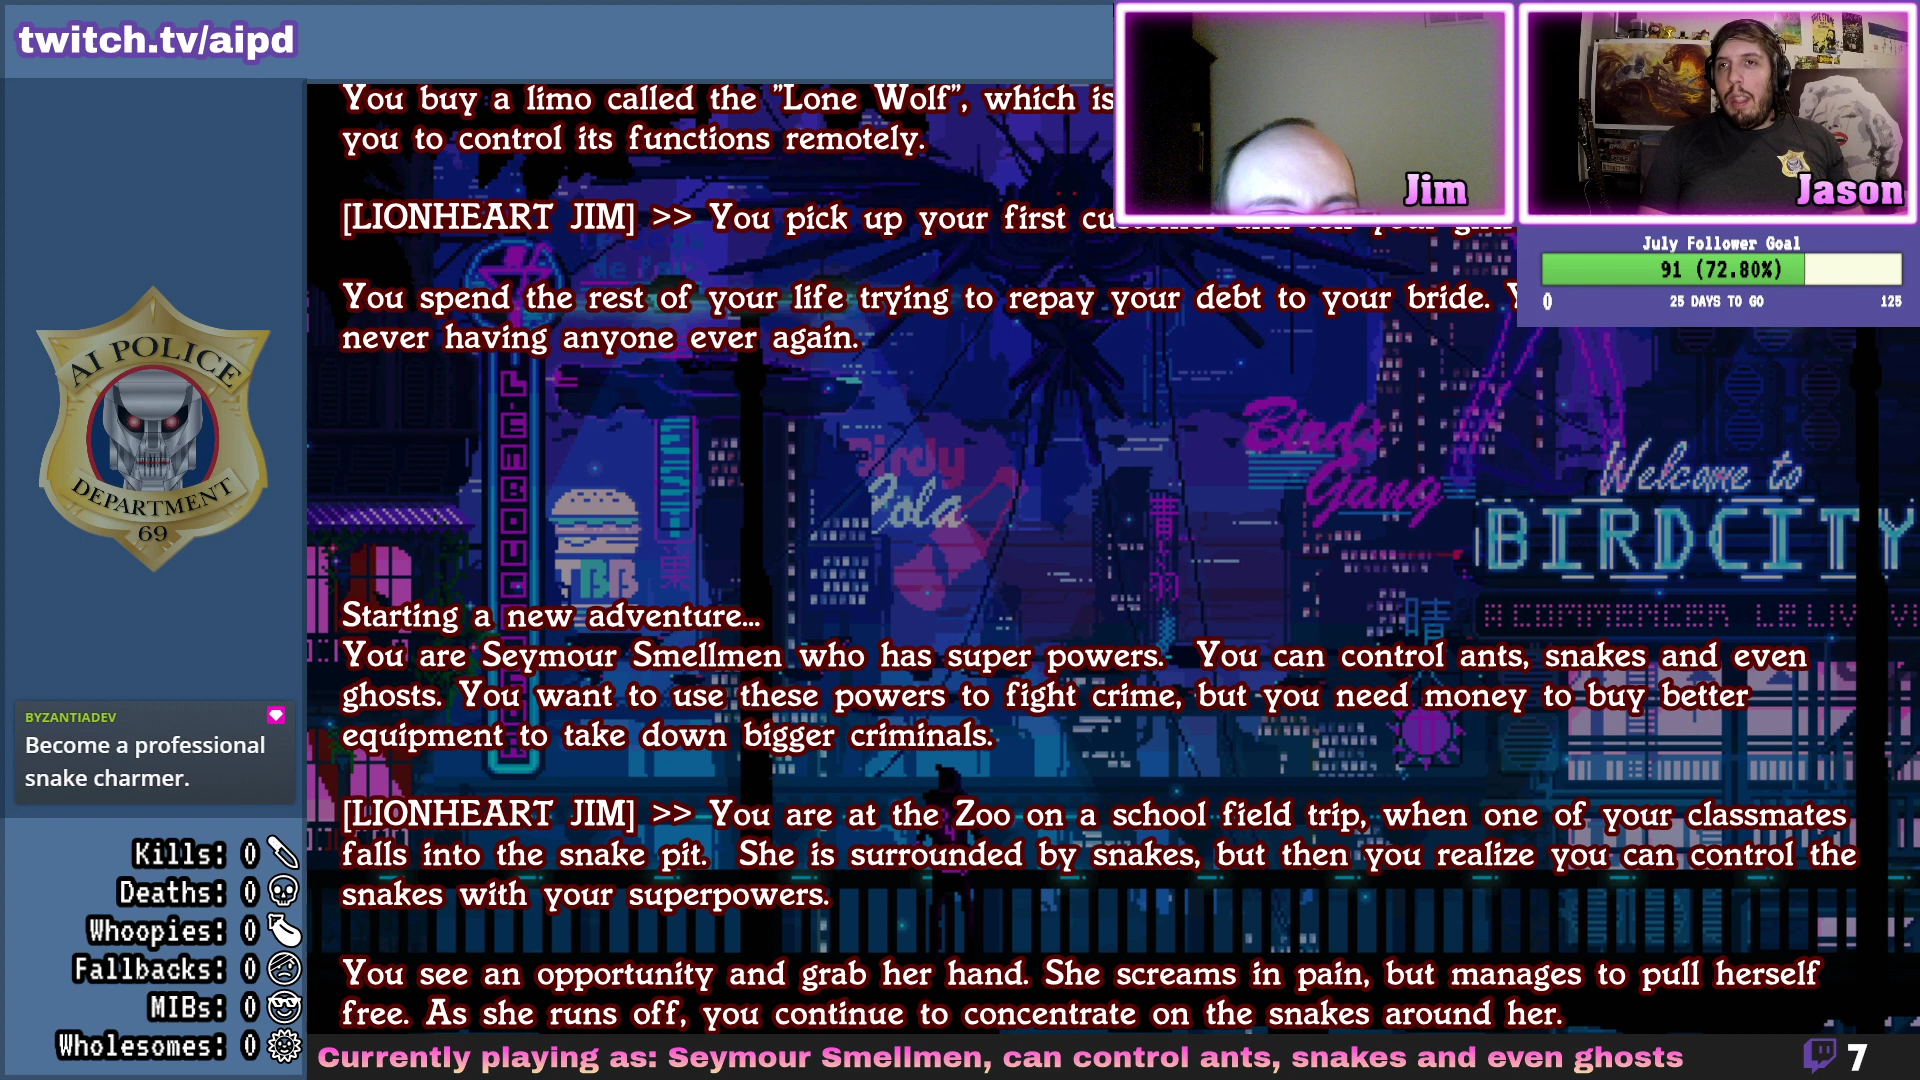 twitch.tv/aipd
You buy a limo called the "Lone Wolf", which is
you to control its functions remotely.
[LIONHEART JIM] >> You pick up your first
You spend the rest of your life trying to repay your debt to your bride.
never having anyone ever again.
Jim
Jason
July Follower Goal
91 (72.80%)
0
25 DAYS TO GO
125
AI POLICE
DEPARTMENT
69
Birdy
Cola
Birds
Gang
TBB
Welcome to
BIRDCITY
晴
Starting a new adventure...
You are Seymour Smellmen who has super powers. You can control ants, snakes and even
ghosts. You want to use these powers to fight crime, but you need money to buy better
equipment to take down bigger criminals.
[LIONHEART JIM] >> You are at the Zoo on a school field trip, when one of your classmates
falls into the snake pit. She is surrounded by snakes, but then you realize you can control the
snakes with your superpowers.
You see an opportunity and grab her hand. She screams in pain, but manages to pull herself
free. As she runs off, you continue to concentrate on the snakes around her.
BYZANTIADEV
Become a professional
snake charmer.
Kills: 0
Deaths: 0
Whoopies: 0
Fallbacks: 0
MIBs: 0
Wholesomes: 0
Currently playing as: Seymour Smellmen, can control ants, snakes and even ghosts
7